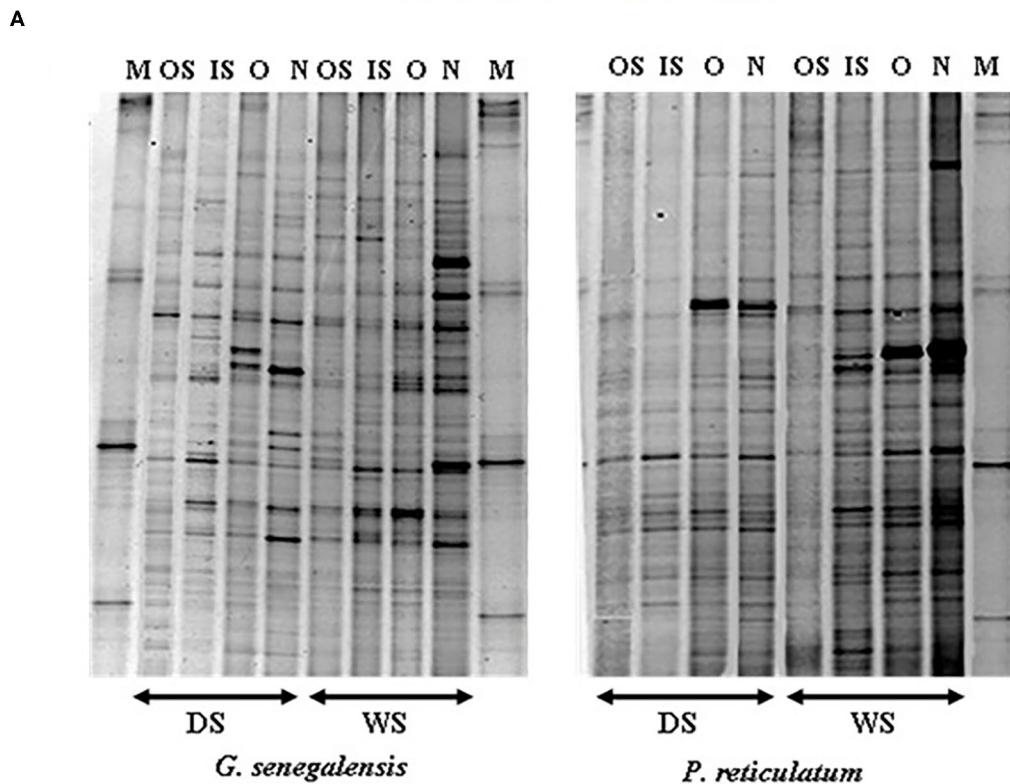 A
M OS IS O N OS IS O N M
OS IS O N OS IS O N M
DS WS
DS WS
G. senegalensis
P. reticulatum